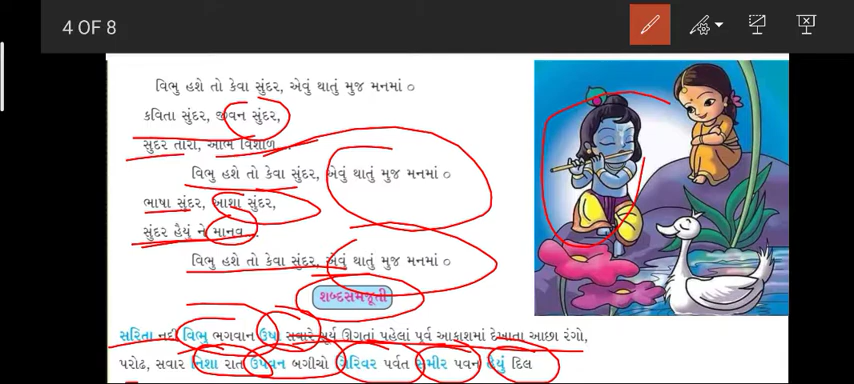 4 OF 8
વિભુ હશે તો કેવા સુંદર, એવું થાતું મુજ મનમાં ૦
કવિતા સુંદર, જીવન સુંદર,
સુંદર તારા, આભ વિશાળ...
વિભુ હશે તો કેવા સુંદર, એવું થાતું મુજ મનમાં ૦
ભાષા સુંદર, આશા સુંદર,
સુંદર હૈયું ને માનવ...
વિભુ હશે તો કેવા સુંદર, એવું થાતું મુજ મનમાં ૦
શબ્દસમજૂતી
સરિતા નદી વિભુ ભગવાન ઉષા સવારે સૂર્ય ઊગતાં પહેલાં પૂર્વ આકાશમાં દેખાતા આછા રંગો,
પરોઢ, સવાર નિશા રાત ઉપવન બગીચો ગિરિવર પર્વત સમીર પવન હૈયું દિલ